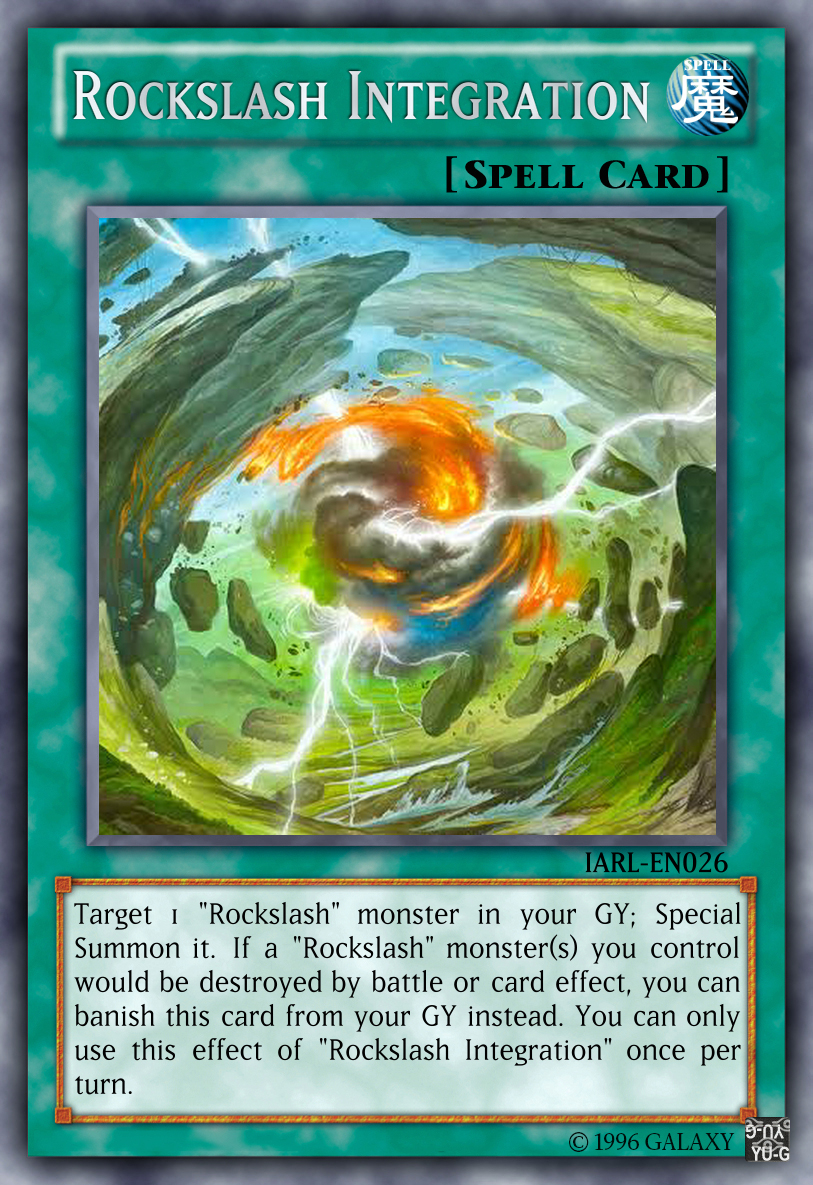 Rockslash Integration
SPELL
魔
[Spell Card]
IARL-EN026
Target 1 "Rockslash" monster in your GY; Special
Summon it. If a "Rockslash" monster(s) you control
would be destroyed by battle or card effect, you can
banish this card from your GY instead. You can only
use this effect of "Rockslash Integration" once per
turn.
© 1996 GALAXY
YU-G